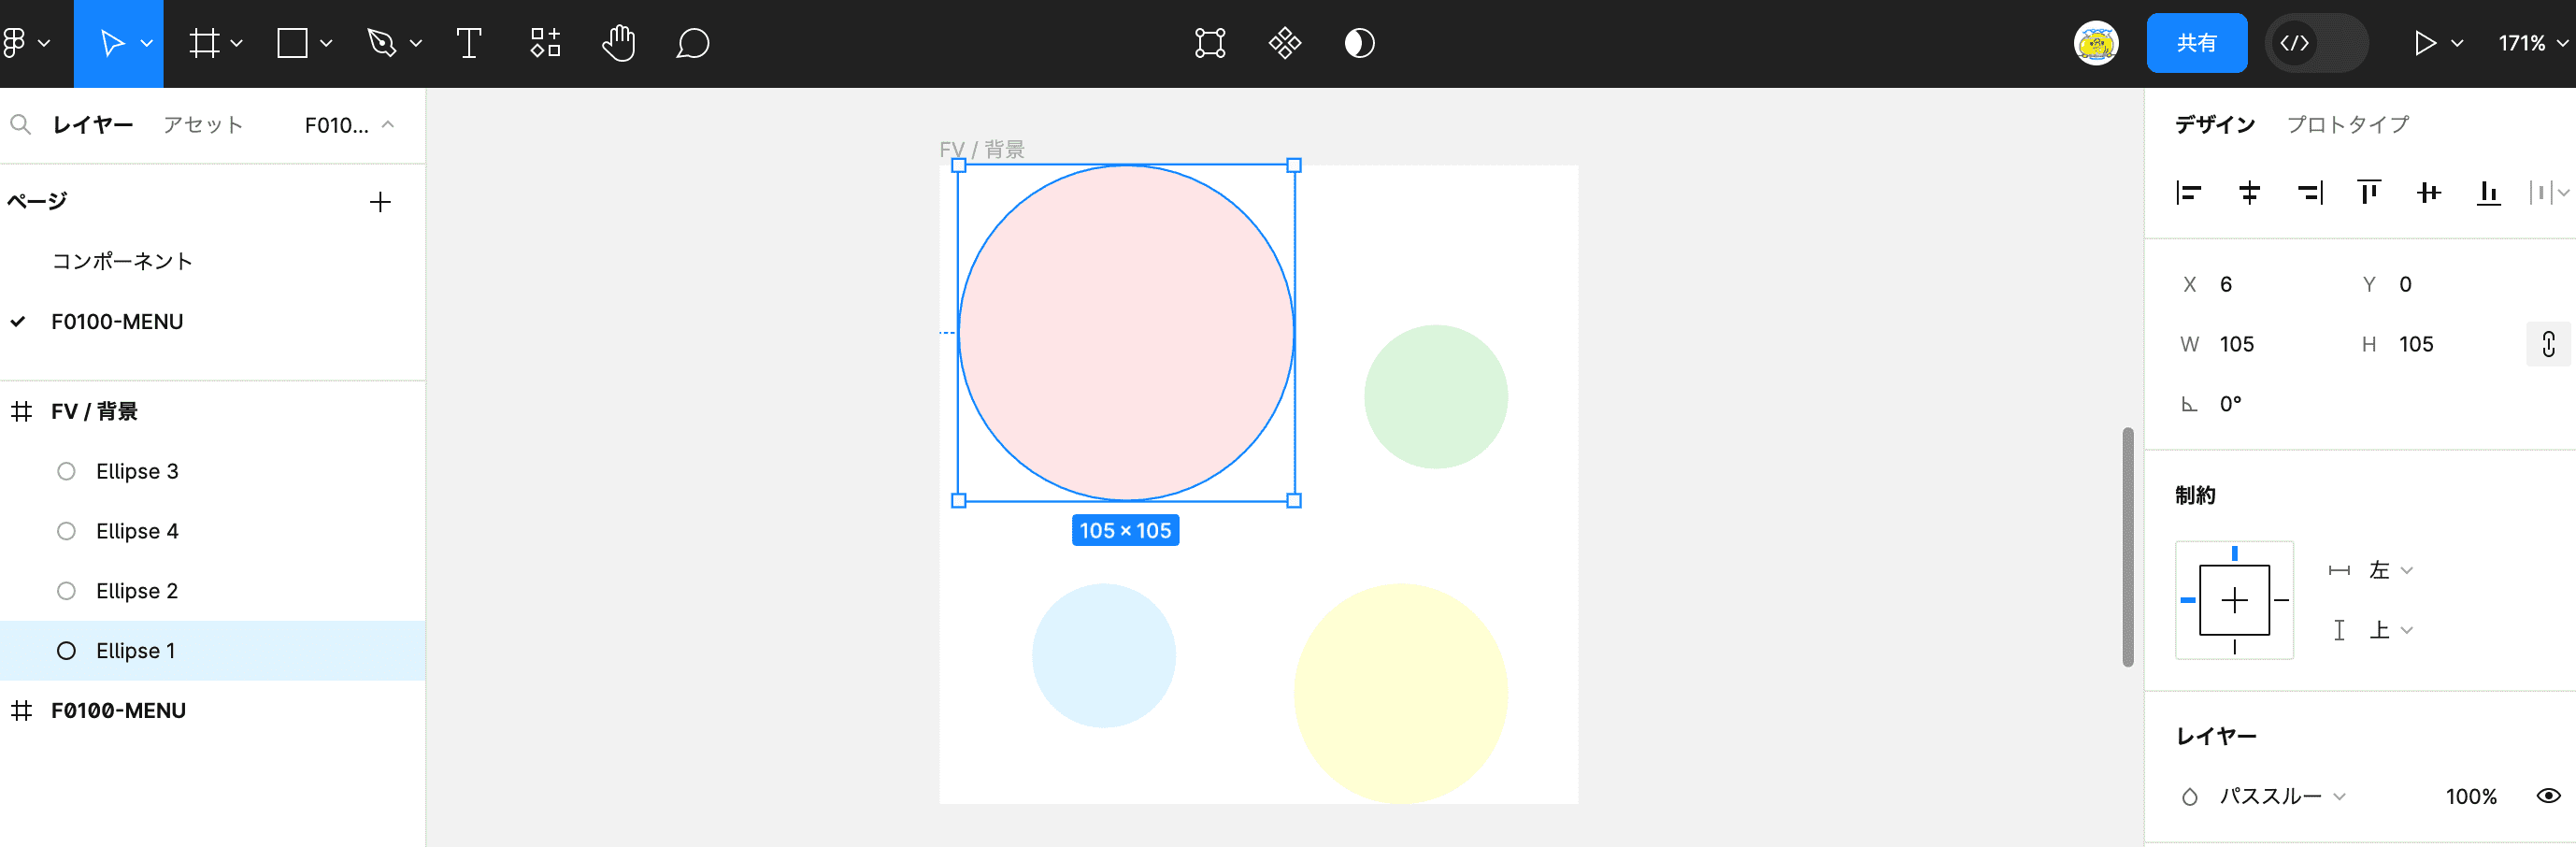 共有
171%
レイヤー アセット F010...
ページ
コンポーネント
F0100-MENU
FV / 背景
Ellipse 3
Ellipse 4
Ellipse 2
Ellipse 1
F0100-MENU
FV / 背景
105 × 105
デザイン プロトタイプ
X 6 Y 0
W 105 H 105
0°
制約
左
上
レイヤー
パススルー 100%